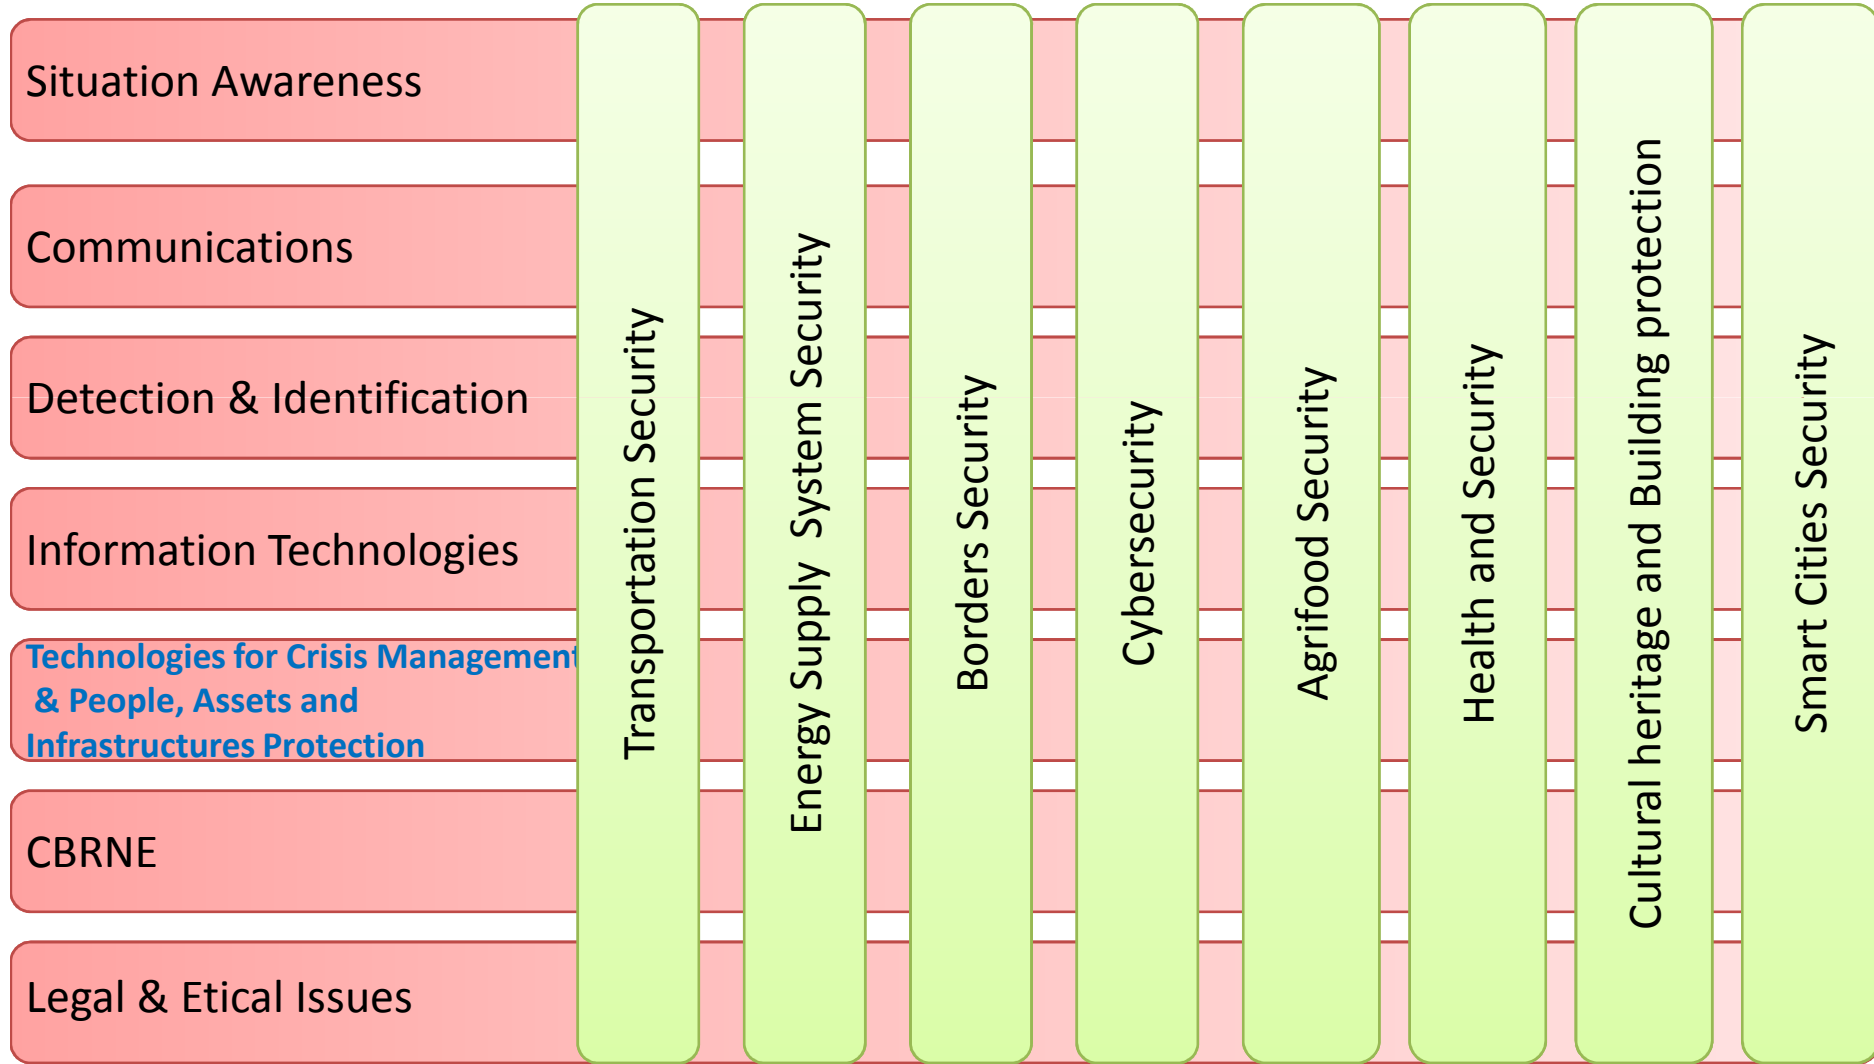 Situation Awareness
Communications
Detection & Identification
Information Technologies
Technologies for Crisis Management
& People, Assets and
Infrastructures Protection
CBRNE
Legal & Etical Issues
Transportation Security
Energy Supply System Security
Borders Security
Cybersecurity
Agrifood Security
Health and Security
Cultural heritage and Building protection
Smart Cities Security